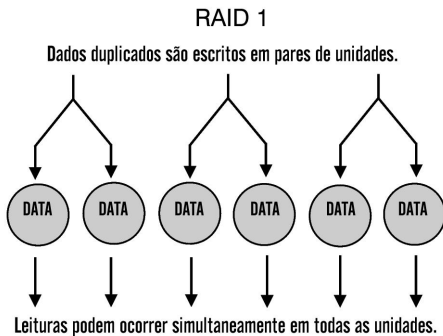 RAID 1
Dados duplicados são escritos em pares de unidades.
DATA DATA DATA DATA DATA DATA
Leituras podem ocorrer simultaneamente em todas as unidades.